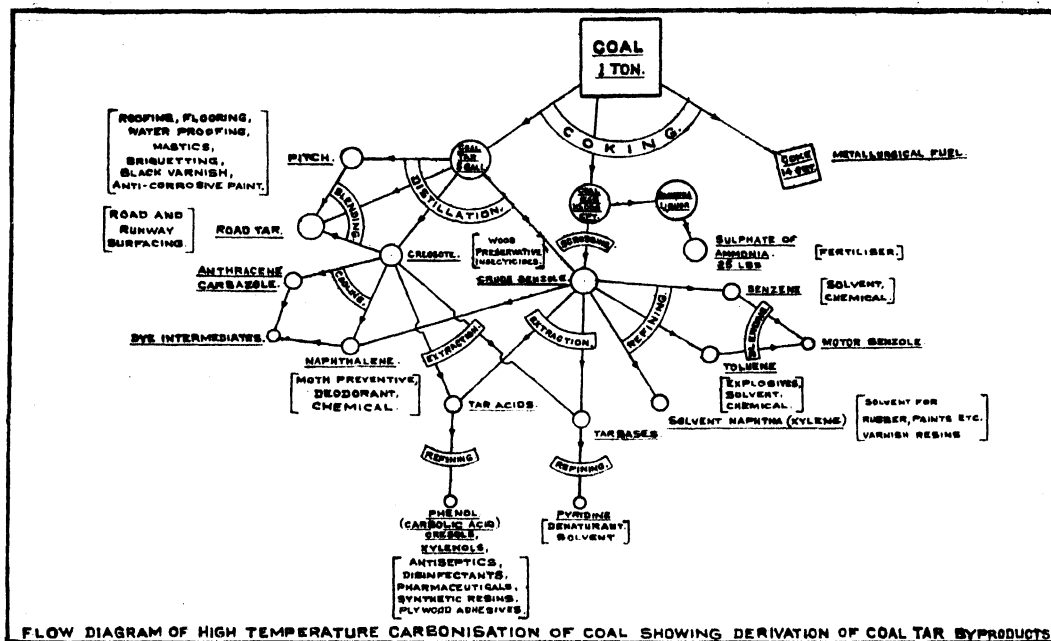 COAL
1 TON.
COKING.
ROOFING, FLOORING,
WATER PROOFING,
MASTICS,
BRIQUETTING,
BLACK VARNISH,
ANTI-CORROSIVE PAINT.
PITCH.
COAL
TAR
METALLURGICAL FUEL
COKE
14 CWT.
LIQUOR
DISTILLATION.
BLENDING.
ROAD AND
RUNWAY
SURFACING.
ROAD TAR.
SCRUBBING
SULPHATE OF
AMMONIA.
25 LBS
FERTILISER.
CREOSOTE.
WOOD
PRESERVATIVE
INSECTICIDES.
CRUDE BENZOLE.
ANTHRACENE
CARBAZOLE.
COOLING.
BENZENE
SOLVENT,
CHEMICAL.
DYE INTERMEDIATES.
EXTRACTION.
EXTRACTION.
REFINING.
BLENDING
MOTOR BENZOLE.
NAPHTHALENE.
MOTH PREVENTIVE,
DEODORANT,
CHEMICAL.
TOLUENE
EXPLOSIVES,
SOLVENT,
CHEMICAL.
TAR ACIDS.
TAR BASES.
SOLVENT NAPHTHA (XYLENE)
SOLVENT FOR
RUBBER, PAINTS ETC.
VARNISH RESINS
REFINING
REFINING.
PHENOL
(CARBOLIC ACID)
CRESOLS,
XYLENOLS,
ANTISEPTICS,
DISINFECTANTS,
PHARMACEUTICALS,
SYNTHETIC RESINS.
PLYWOOD ADHESIVES.
PYRIDINE
DENATURANT.
SOLVENT
FLOW DIAGRAM OF HIGH TEMPERATURE CARBONISATION OF COAL SHOWING DERIVATION OF COAL TAR BYPRODUCTS